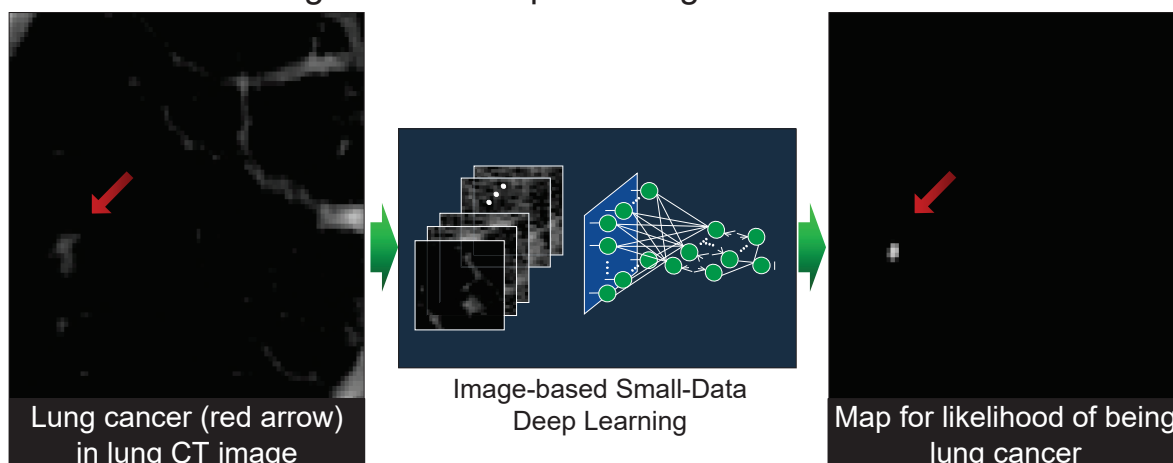 Lung cancer (red arrow)
in lung CT image
Image-based Small-Data
Deep Learning
Map for likelihood of being
lung cancer